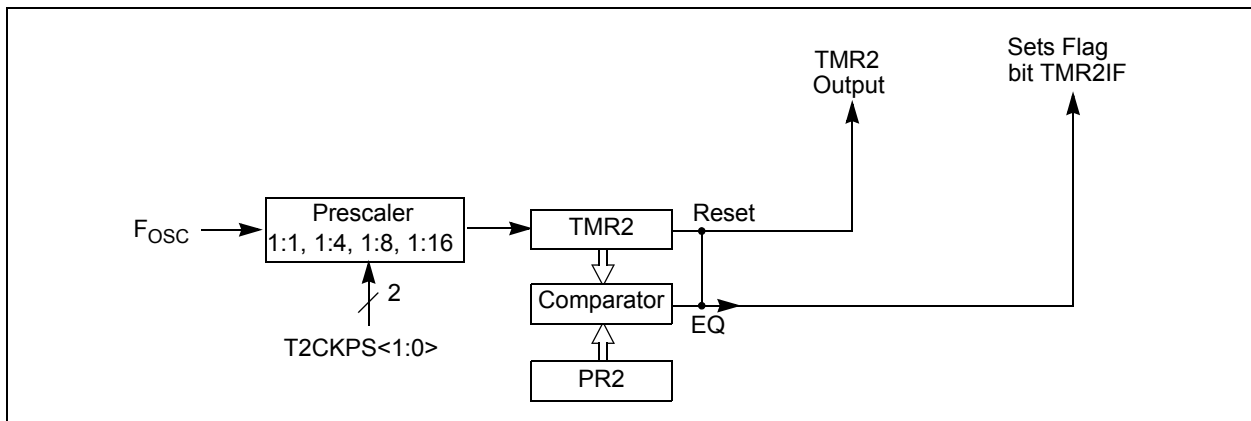 TMR2
Output
Sets Flag
bit TMR2IF
FOSC
Prescaler
1:1, 1:4, 1:8, 1:16
2
T2CKPS<1:0>
TMR2
Reset
Comparator
EQ
PR2